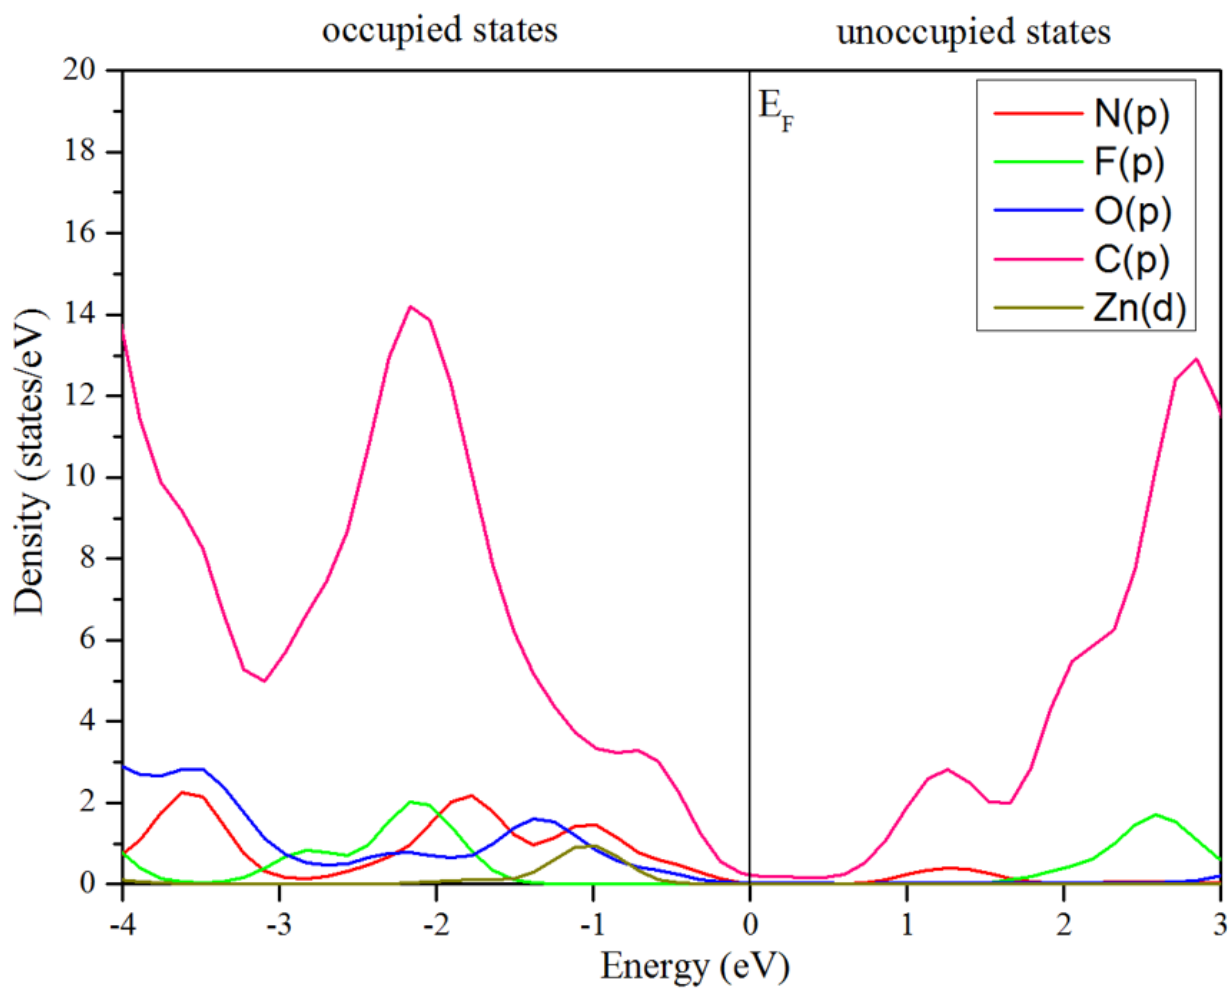 occupied states
unoccupied states
20
18
16
14
12
10
8
6
4
2
0
Density (states/eV)
E_F
N(p)
F(p)
O(p)
C(p)
Zn(d)
-4
-3
-2
-1
0
1
2
3
Energy (eV)